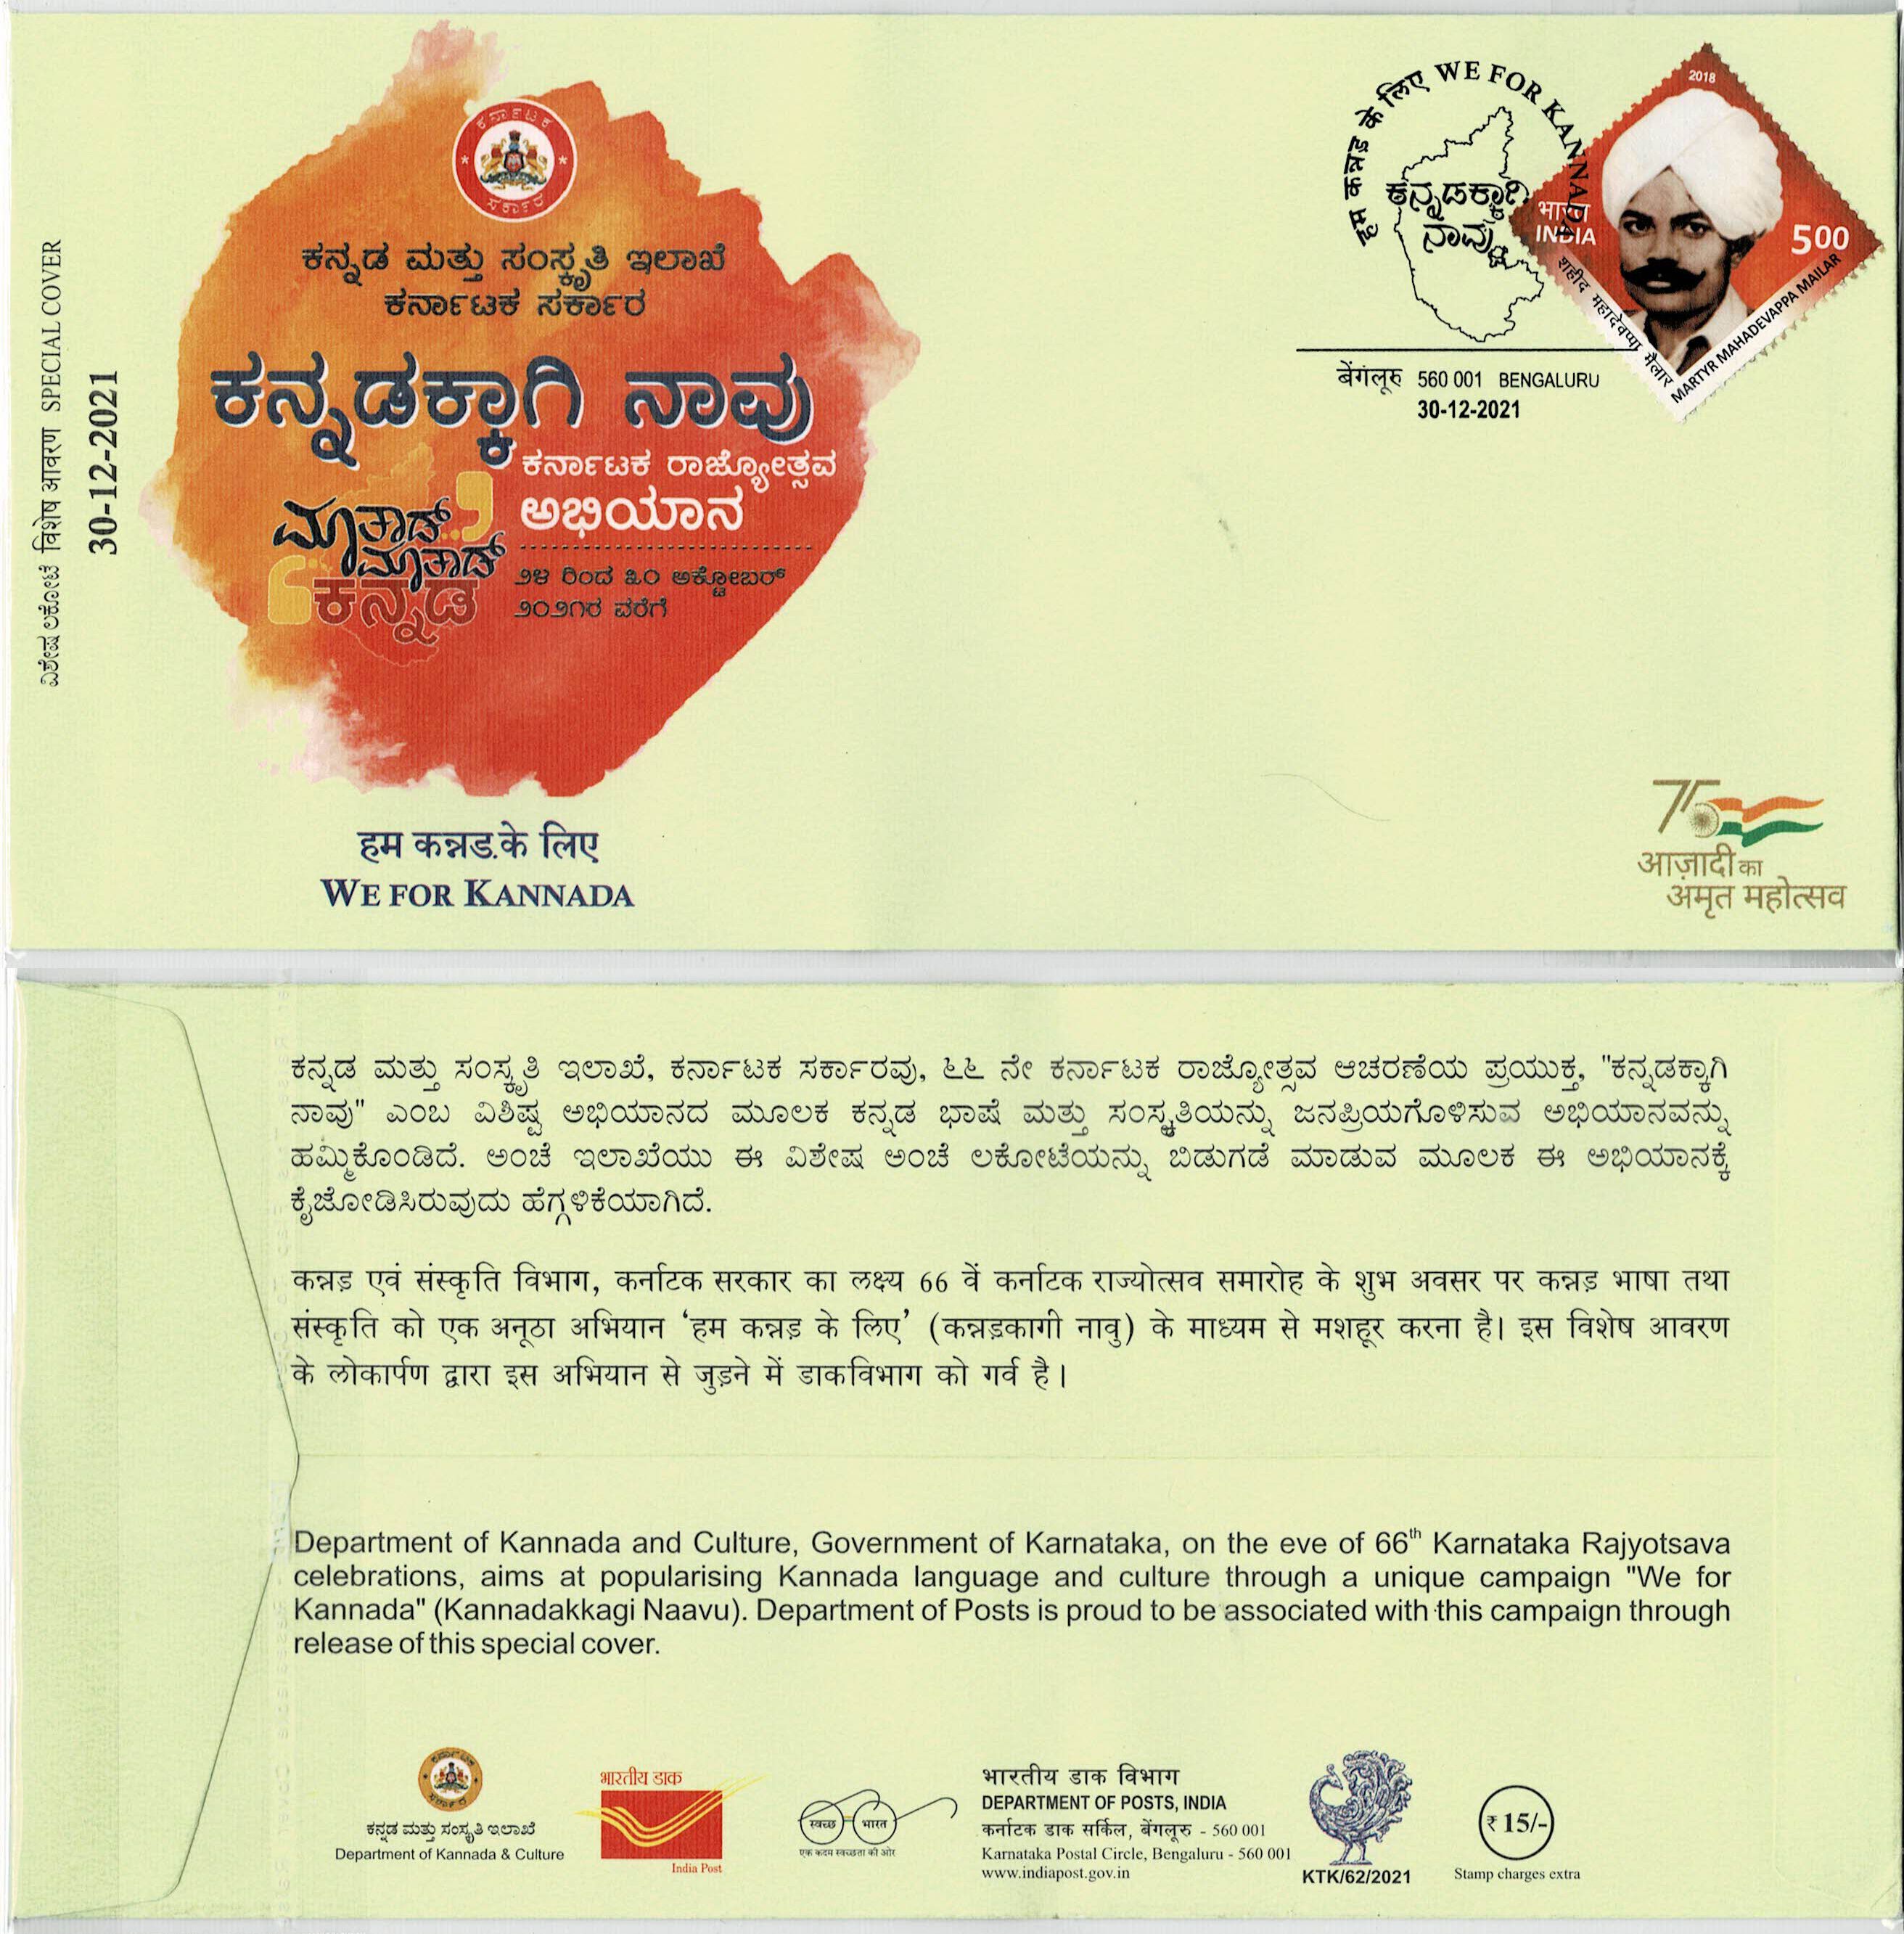 ವಿಶೇಷ ಲಕೋಟೆ विशेष आवरण SPECIAL COVER
30-12-2021
ಕರ್ನಾಟಕ
ಸರ್ಕಾರ
ಕನ್ನಡ ಮತ್ತು ಸಂಸ್ಕೃತಿ ಇಲಾಖೆ
ಕರ್ನಾಟಕ ಸರ್ಕಾರ
ಕನ್ನಡಕ್ಕಾಗಿ ನಾವು
ಕರ್ನಾಟಕ ರಾಜ್ಯೋತ್ಸವ
ಅಭಿಯಾನ
ಮಾತಾಡ್
ಮಾತಾಡ್
ಕನ್ನಡ
೨೪ ರಿಂದ ೩೦ ಅಕ್ಟೋಬರ್
೨೦೨೧ರ ವರೆಗೆ
हम कन्नड.के लिए
WE FOR KANNADA
हम कन्नड़ के लिए WE FOR KANNADA
ಕನ್ನಡಕ್ಕಾಗಿ
ನಾವು
बेंगलूरु 560 001 BENGALURU
30-12-2021
2018
भारत
INDIA
500
शहीद महादेवप्पा मैलार
MARTYR MAHADEVAPPA MAILAR
75
आज़ादी का
अमृत महोत्सव
ಕನ್ನಡ ಮತ್ತು ಸಂಸ್ಕೃತಿ ಇಲಾಖೆ, ಕರ್ನಾಟಕ ಸರ್ಕಾರವು, ೬೬ ನೇ ಕರ್ನಾಟಕ ರಾಜ್ಯೋತ್ಸವ ಆಚರಣೆಯ ಪ್ರಯುಕ್ತ, "ಕನ್ನಡಕ್ಕಾಗಿ
ನಾವು" ಎಂಬ ವಿಶಿಷ್ಟ ಅಭಿಯಾನದ ಮೂಲಕ ಕನ್ನಡ ಭಾಷೆ ಮತ್ತು ಸಂಸ್ಕೃತಿಯನ್ನು ಜನಪ್ರಿಯಗೊಳಿಸುವ ಅಭಿಯಾನವನ್ನು
ಹಮ್ಮಿಕೊಂಡಿದೆ. ಅಂಚೆ ಇಲಾಖೆಯು ಈ ವಿಶೇಷ ಅಂಚೆ ಲಕೋಟೆಯನ್ನು ಬಿಡುಗಡೆ ಮಾಡುವ ಮೂಲಕ ಈ ಅಭಿಯಾನಕ್ಕೆ
ಕೈಜೋಡಿಸಿರುವುದು ಹೆಗ್ಗಳಿಕೆಯಾಗಿದೆ.
कन्नड़ एवं संस्कृति विभाग, कर्नाटक सरकार का लक्ष्य 66 वें कर्नाटक राज्योत्सव समारोह के शुभ अवसर पर कन्नड़ भाषा तथा
संस्कृति को एक अनूठा अभियान ‘हम कन्नड़ के लिए’ (कन्नड़कागी नावु) के माध्यम से मशहूर करना है। इस विशेष आवरण
के लोकार्पण द्वारा इस अभियान से जुड़ने में डाकविभाग को गर्व है।
Department of Kannada and Culture, Government of Karnataka, on the eve of 66th Karnataka Rajyotsava
celebrations, aims at popularising Kannada language and culture through a unique campaign "We for
Kannada" (Kannadakkagi Naavu). Department of Posts is proud to be associated with this campaign through
release of this special cover.
ಕನ್ನಡ ಮತ್ತು ಸಂಸ್ಕೃತಿ ಇಲಾಖೆ
Department of Kannada & Culture
भारतीय डाक
India Post
स्वच्छ भारत
एक कदम स्वच्छता की ओर
भारतीय डाक विभाग
DEPARTMENT OF POSTS, INDIA
कर्नाटक डाक सर्किल, बेंगलूरु - 560 001
Karnataka Postal Circle, Bengaluru - 560 001
www.indiapost.gov.in
KTK/62/2021
₹ 15/-
Stamp charges extra